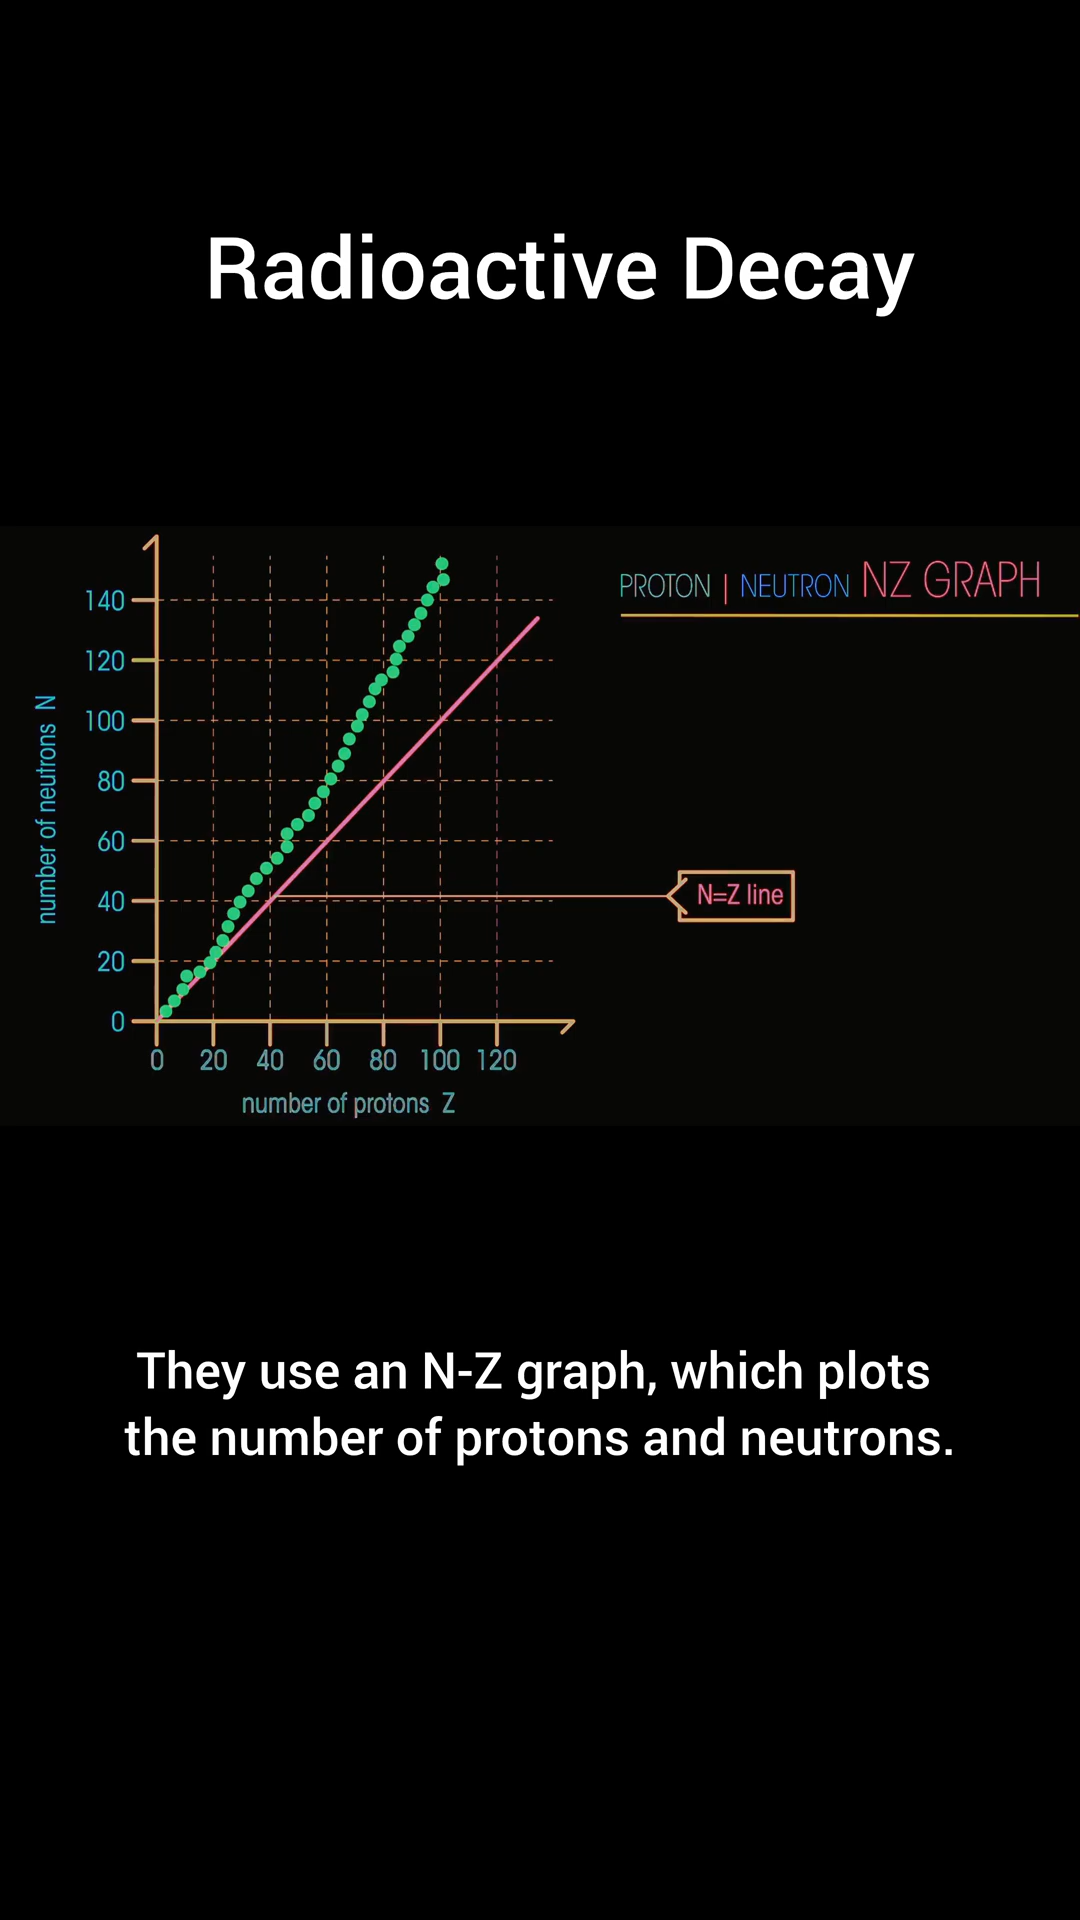 Radioactive Decay
PROTON | NEUTRON NZ GRAPH
number of neutrons N
140
120
100
80
60
40
20
0
N=Z line
0 20 40 60 80 100 120
number of protons Z
They use an N-Z graph, which plots
the number of protons and neutrons.